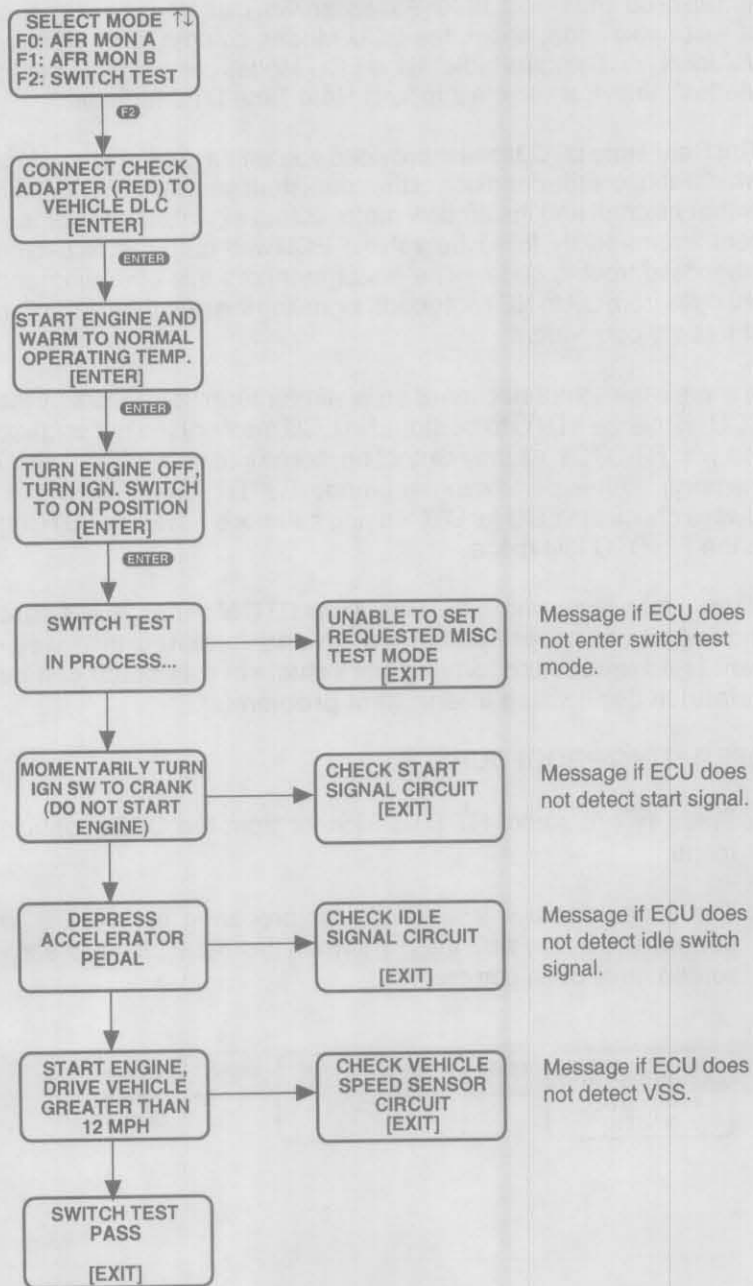 SELECT MODE ↑↓
F0: AFR MON A
F1: AFR MON B
F2: SWITCH TEST
F2
CONNECT CHECK
ADAPTER (RED) TO
VEHICLE DLC
[ENTER]
ENTER
START ENGINE AND
WARM TO NORMAL
OPERATING TEMP.
[ENTER]
ENTER
TURN ENGINE OFF,
TURN IGN. SWITCH
TO ON POSITION
[ENTER]
ENTER
SWITCH TEST
IN PROCESS...
UNABLE TO SET
REQUESTED MISC
TEST MODE
[EXIT]
Message if ECU does
not enter switch test
mode.
MOMENTARILY TURN
IGN SW TO CRANK
(DO NOT START
ENGINE)
CHECK START
SIGNAL CIRCUIT
[EXIT]
Message if ECU does
not detect start signal.
DEPRESS
ACCELERATOR
PEDAL
CHECK IDLE
SIGNAL CIRCUIT
[EXIT]
Message if ECU does
not detect idle switch
signal.
START ENGINE,
DRIVE VEHICLE
GREATER THAN
12 MPH
CHECK VEHICLE
SPEED SENSOR
CIRCUIT
[EXIT]
Message if ECU does
not detect VSS.
SWITCH TEST
PASS
[EXIT]